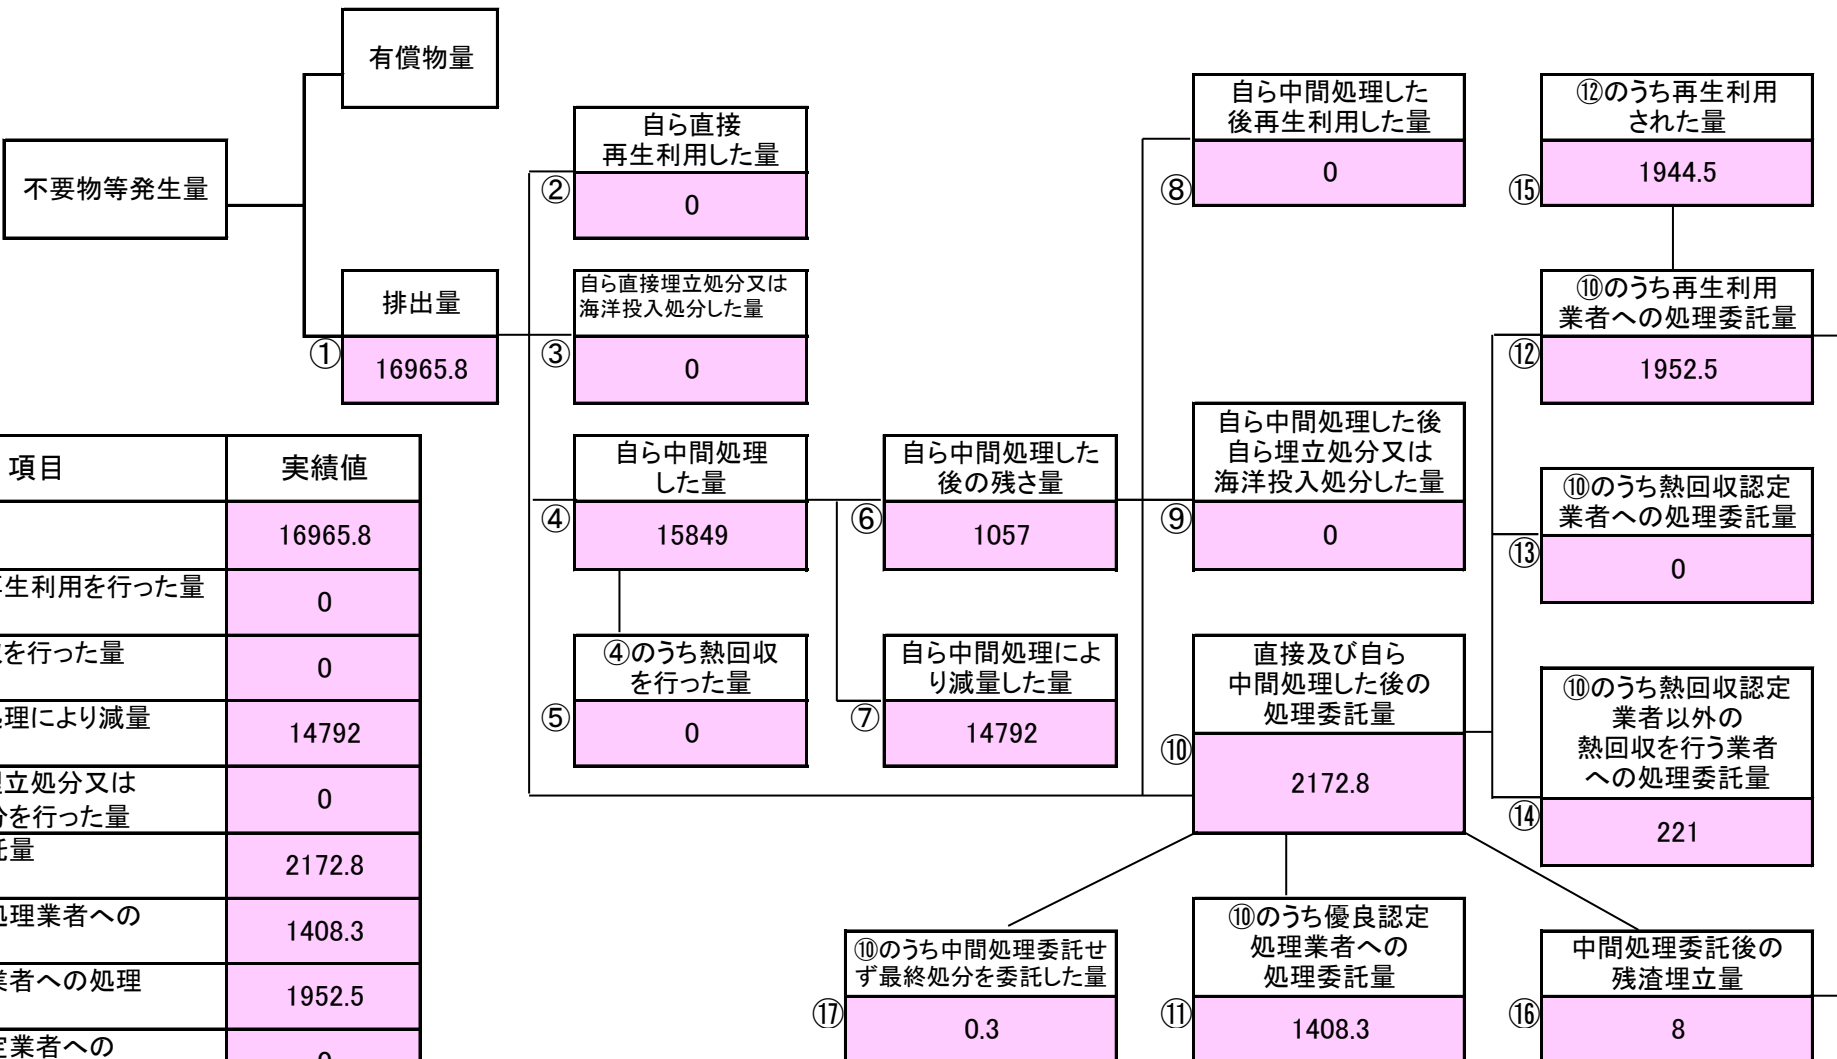 有償物量
不要物等発生量
排出量
①
16965.8
自ら直接
再生利用した量
②
0
自ら直接埋立処分又は
海洋投入処分した量
③
0
自ら中間処理
した量
④
15849
④のうち熱回収
を行った量
⑤
0
自ら中間処理した
後の残さ量
⑥
1057
自ら中間処理によ
り減量した量
⑦
14792
自ら中間処理した
後再生利用した量
⑧
0
自ら中間処理した後
自ら埋立処分又は
海洋投入処分した量
⑨
0
直接及び自ら
中間処理した後の
処理委託量
⑩
2172.8
⑫のうち再生利用
された量
⑮
1944.5
⑩のうち再生利用
業者への処理委託量
⑫
1952.5
⑩のうち熱回収認定
業者への処理委託量
⑬
0
⑩のうち熱回収認定
業者以外の
熱回収を行う業者
への処理委託量
⑭
221
⑩のうち中間処理委託せ
ず最終処分を委託した量
⑰
0.3
⑩のうち優良認定
処理業者への
処理委託量
⑪
1408.3
中間処理委託後の
残渣埋立量
⑯
8
項目 実績値
16965.8
生利用を行った量
0
を行った量
0
理により減量
14792
立処分又は
を行った量
0
量
2172.8
処理業者への
1408.3
業者への処理
1952.5
定業者への
0